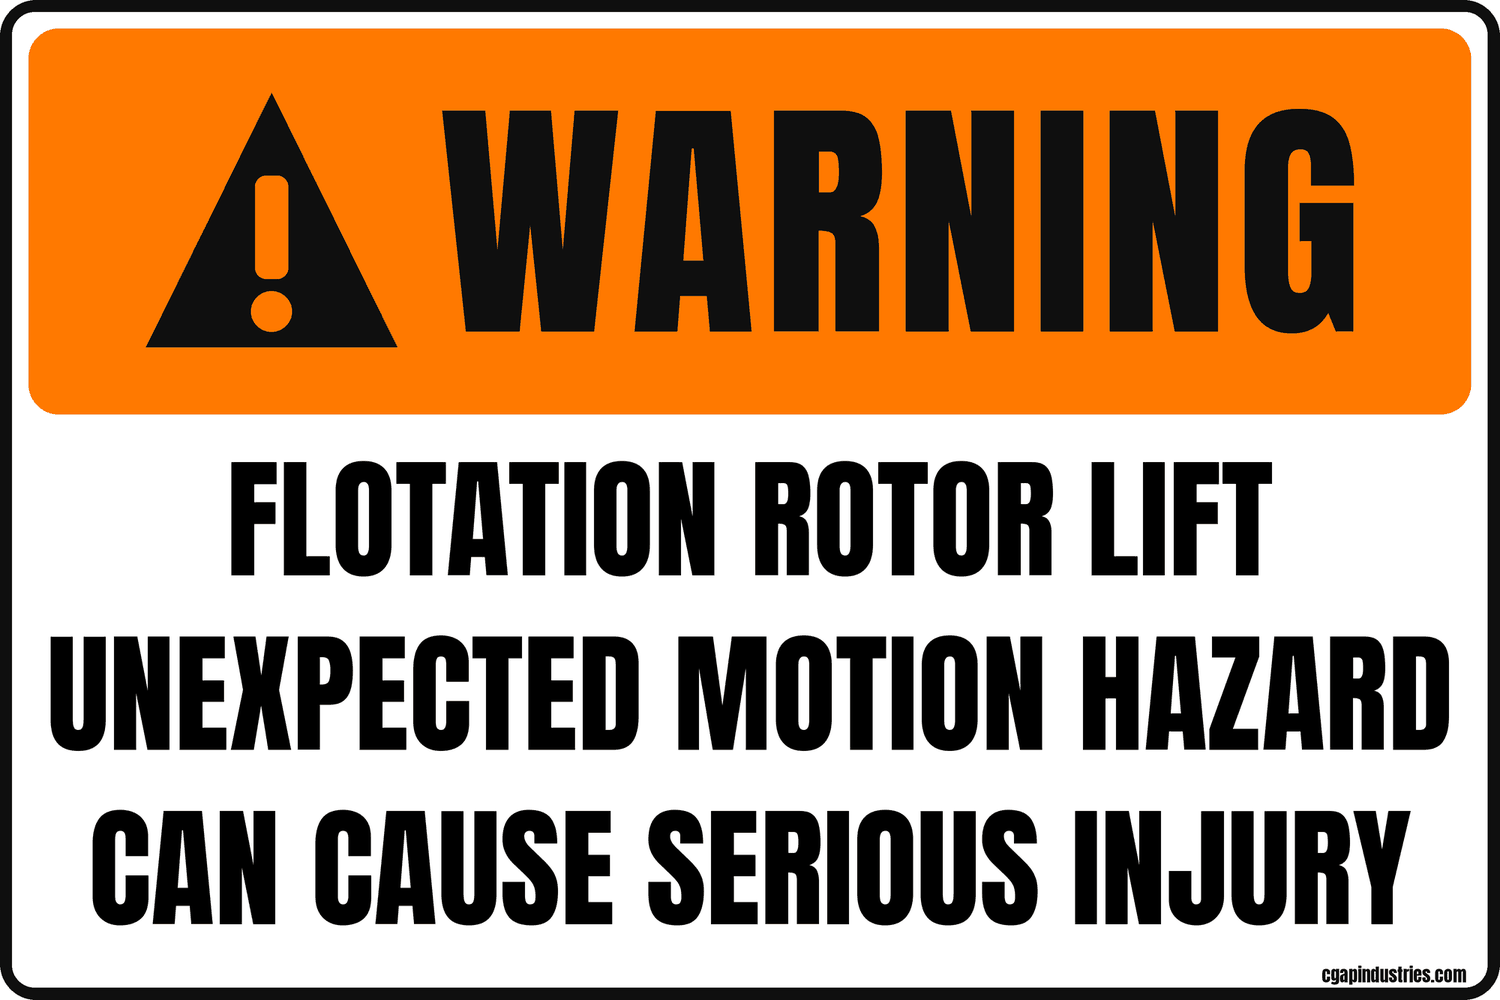 WARNING
FLOTATION ROTOR LIFT
UNEXPECTED MOTION HAZARD
CAN CAUSE SERIOUS INJURY
cgapindustries.com